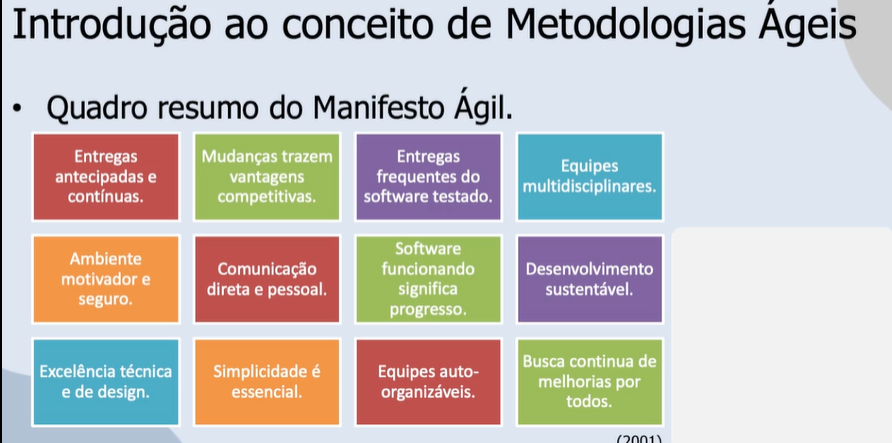 Introdução ao conceito de Metodologias Ágeis
• Quadro resumo do Manifesto Ágil.
Entregas
antecipadas e
contínuas.
Mudanças trazem
vantagens
competitivas.
Entregas
frequentes do
software testado.
Equipes
multidisciplinares.
Ambiente
motivador e
seguro.
Comunicação
direta e pessoal.
Software
funcionando
significa
progresso.
Desenvolvimento
sustentável.
Excelência técnica
e de design.
Simplicidade é
essencial.
Equipes auto-
organizáveis.
Busca continua de
melhorias por
todos.
(2001)